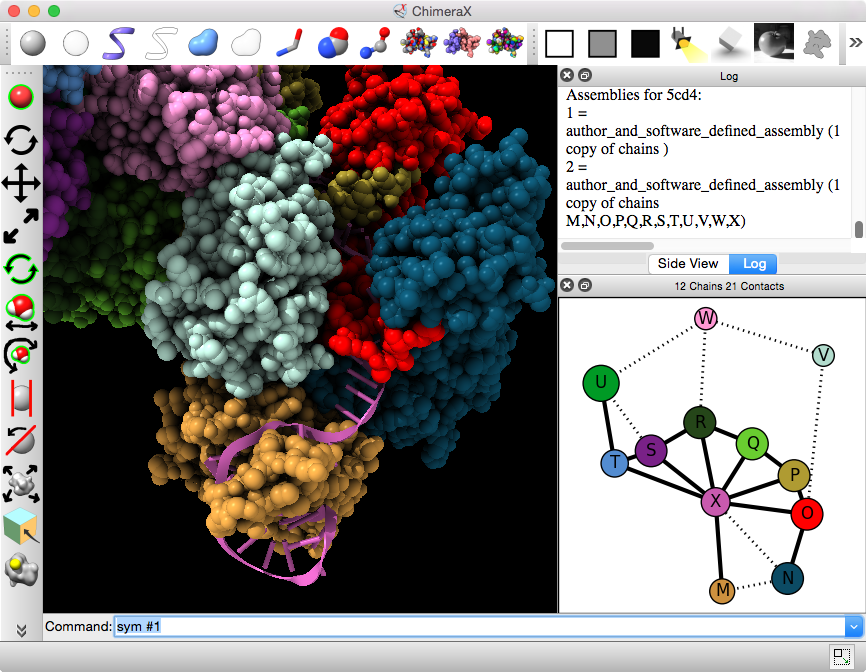 ChimeraX
Log
Assemblies for 5cd4:
1 =
author_and_software_defined_assembly (1
copy of chains )
2 =
author_and_software_defined_assembly (1
copy of chains
M,N,O,P,Q,R,S,T,U,V,W,X)
Side View Log
12 Chains 21 Contacts
W
V
U
R
Q
S
T
P
X
O
N
M
Command: sym #1